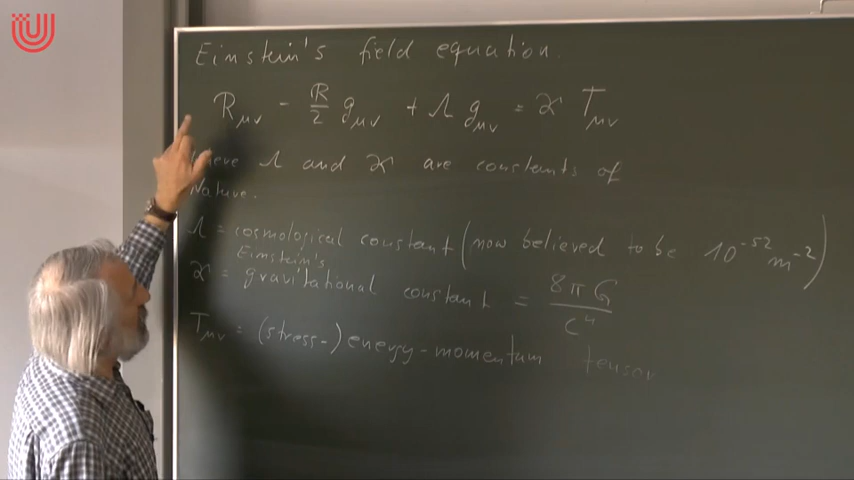 Einstein's field equation.
R_μν - R/2 g_μν + Λ g_μν = ϰ T_μν
where Λ and ϰ are constants of
Nature.
Λ = cosmological constant (now believed to be 10^-52 m^-2)
ϰ = Einstein's gravitational constant = 8πG/c^4
T_μν = (stress-) energy-momentum tensor